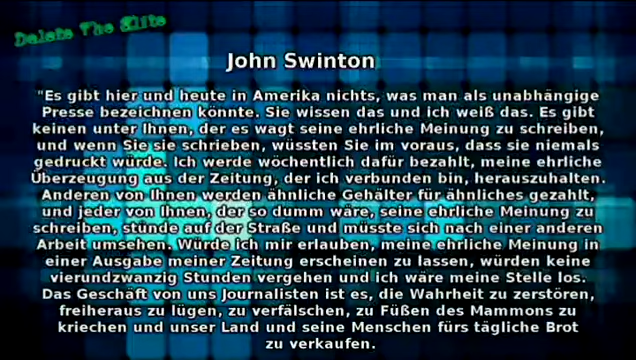 Delete The Elite
John Swinton
"Es gibt hier und heute in Amerika nichts, was man als unabhängige
Presse bezeichnen könnte. Sie wissen das und ich weiß das. Es gibt
keinen unter Ihnen, der es wagt seine ehrliche Meinung zu schreiben,
und wenn Sie sie schrieben, wüssten Sie im voraus, dass sie niemals
gedruckt würde. Ich werde wöchentlich dafür bezahlt, meine ehrliche
Überzeugung aus der Zeitung, der ich verbunden bin, herauszuhalten.
Anderen von Ihnen werden ähnliche Gehälter für ähnliches gezahlt,
und jeder von Ihnen, der so dumm wäre, seine ehrliche Meinung zu
schreiben, stünde auf der Straße und müsste sich nach einer anderen
Arbeit umsehen. Würde ich mir erlauben, meine ehrliche Meinung in
einer Ausgabe meiner Zeitung erscheinen zu lassen, würden keine
vierundzwanzig Stunden vergehen und ich wäre meine Stelle los.
Das Geschäft von uns Journalisten ist es, die Wahrheit zu zerstören,
freiheraus zu lügen, zu verfälschen, zu Füßen des Mammons zu
kriechen und unser Land und seine Menschen fürs tägliche Brot
zu verkaufen.